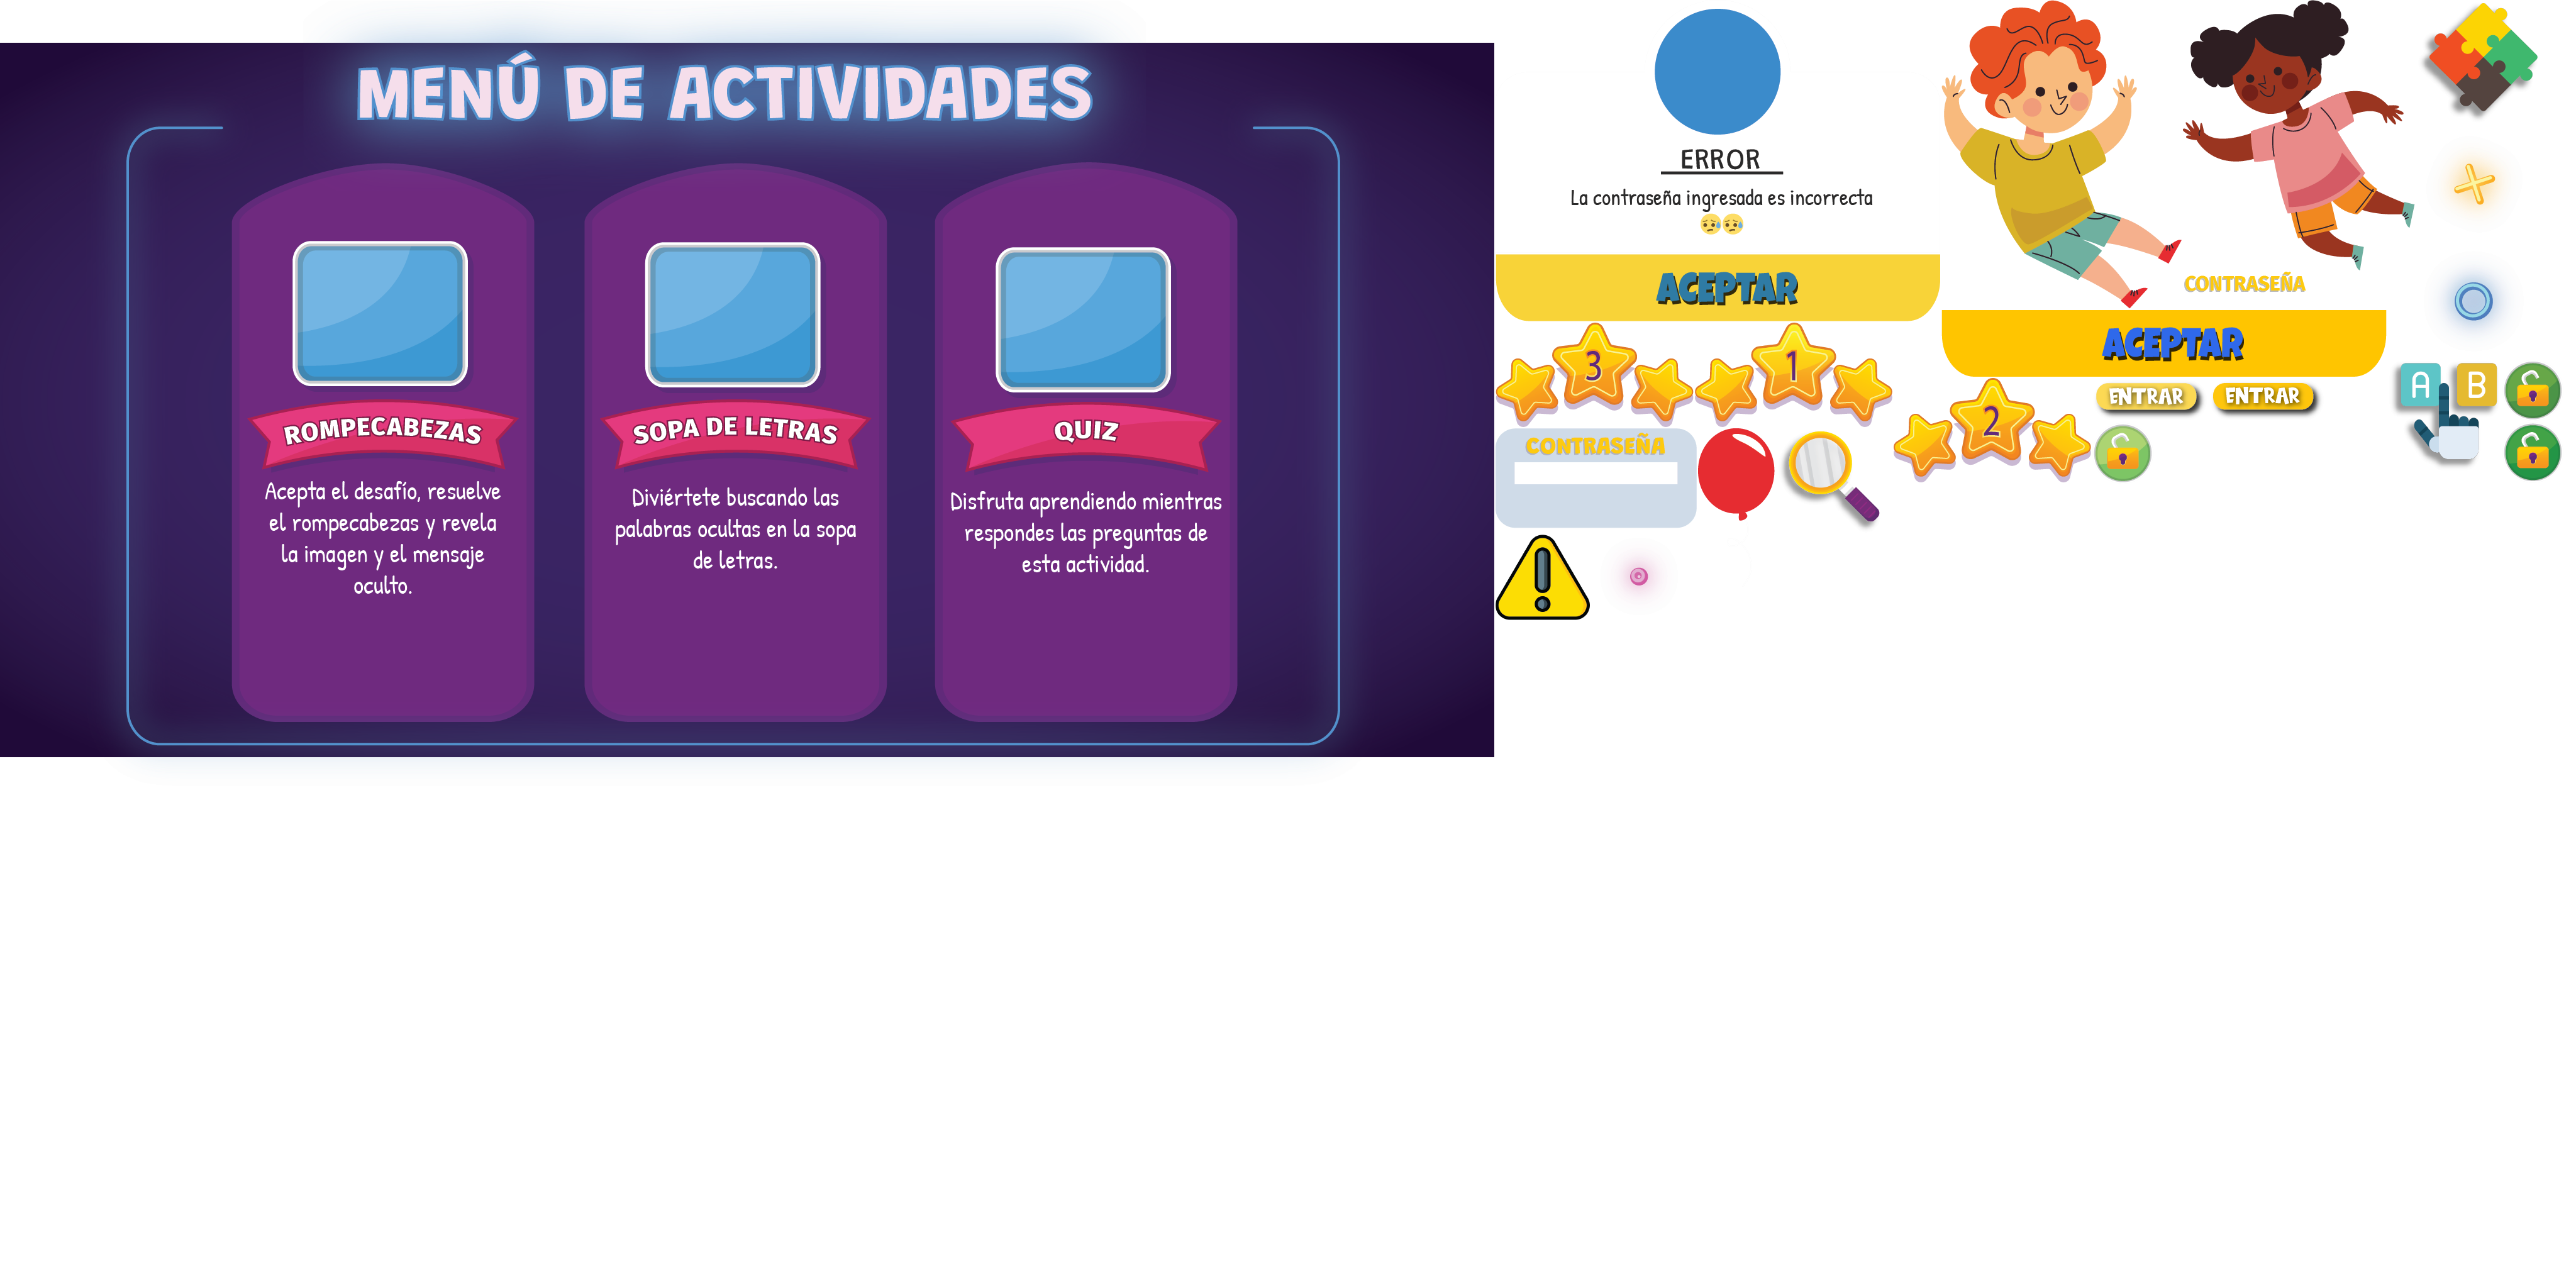 MENÚ DE ACTIVIDADES
ROMPECABEZAS
Acepta el desafío, resuelve
el rompecabezas y revela
la imagen y el mensaje
oculto.
SOPA DE LETRAS
Diviértete buscando las
palabras ocultas en la sopa
de letras.
QUIZ
Disfruta aprendiendo mientras
respondes las preguntas de
esta actividad.
ERROR
La contraseña ingresada es incorrecta
😥😥
ACEPTAR
3
1
CONTRASEÑA
CONTRASEÑA
ACEPTAR
2
ENTRAR
ENTRAR
A B